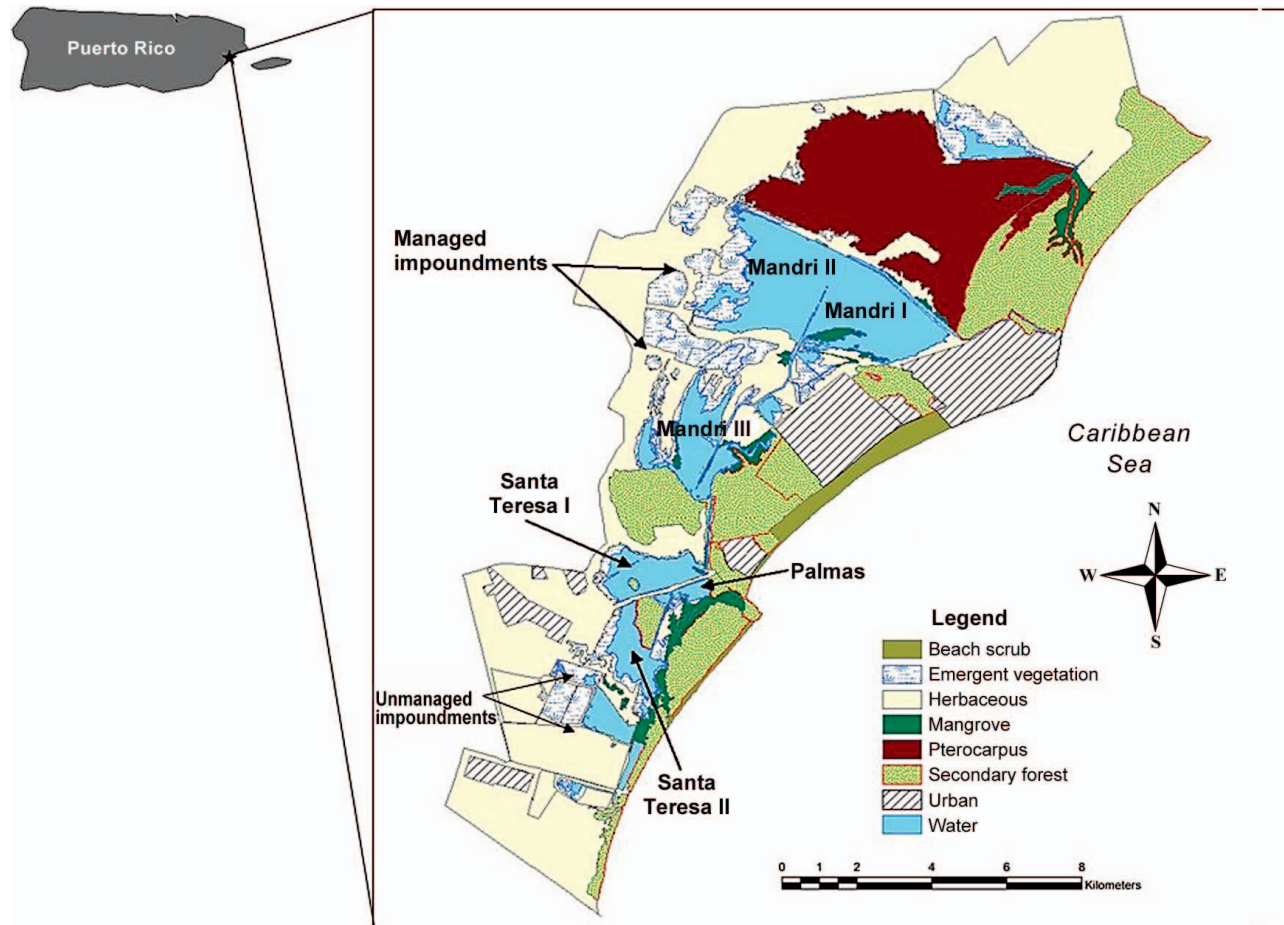 Puerto Rico
Managed
impoundments
Mandri II
Mandri I
Mandri III
Caribbean
Sea
Santa
Teresa I
Palmas
N
W
E
S
Unmanaged
impoundments
Santa
Teresa II
Legend
Beach scrub
Emergent vegetation
Herbaceous
Mangrove
Pterocarpus
Secondary forest
Urban
Water
0 1 2 4 6 8
Kilometers